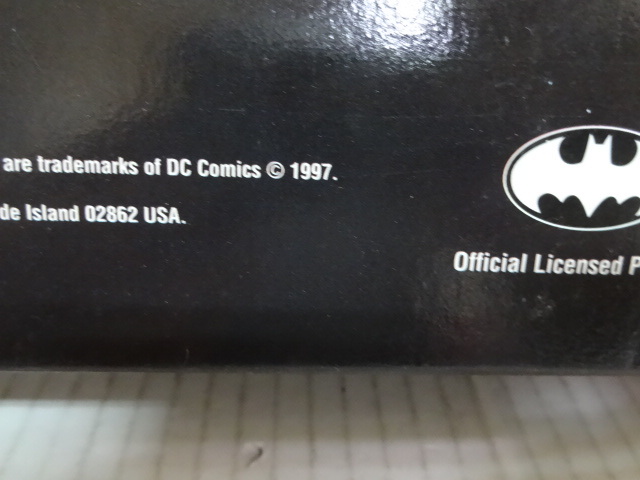 are trademarks of DC Comics © 1997.
de Island 02862 USA.
Official Licensed P